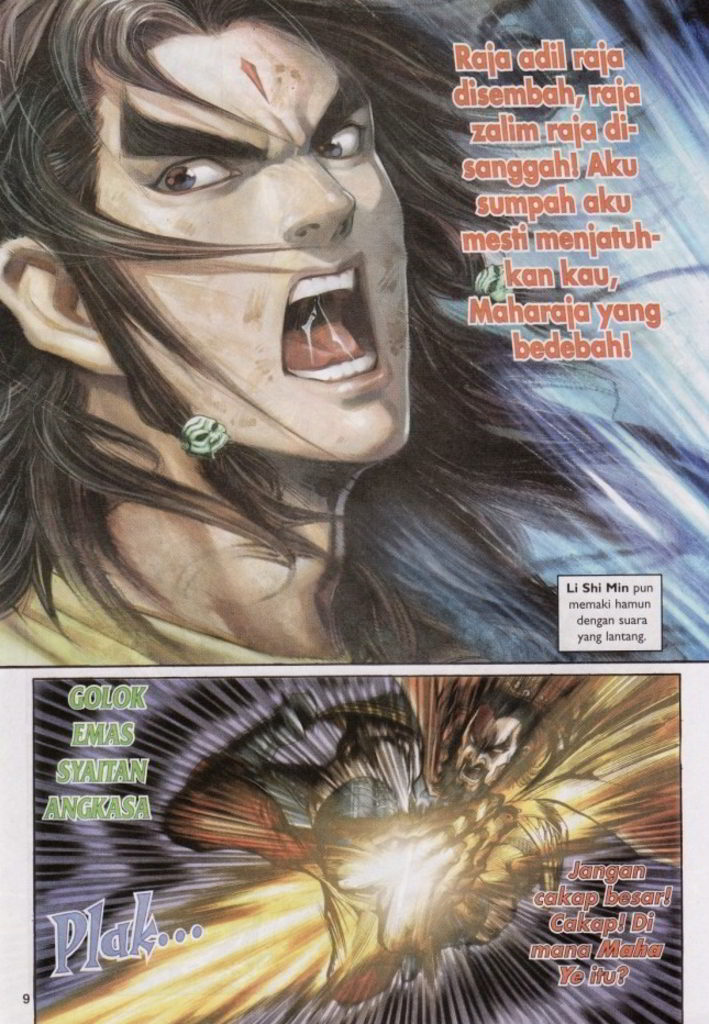 Raja adil raja
disembah, raja
zalim raja di-
sanggah! Aku
sumpah aku
mesti menjatuh-
kan kau,
Maharaja yang
bedebah!
Li Shi Min pun
memaki hamun
dengan suara
yang lantang.
GOLOK
EMAS
SYAITAN
ANGKASA
Plak...
Jangan
cakap besar!
Cakap! Di
mana Maha
Ye itu?
9